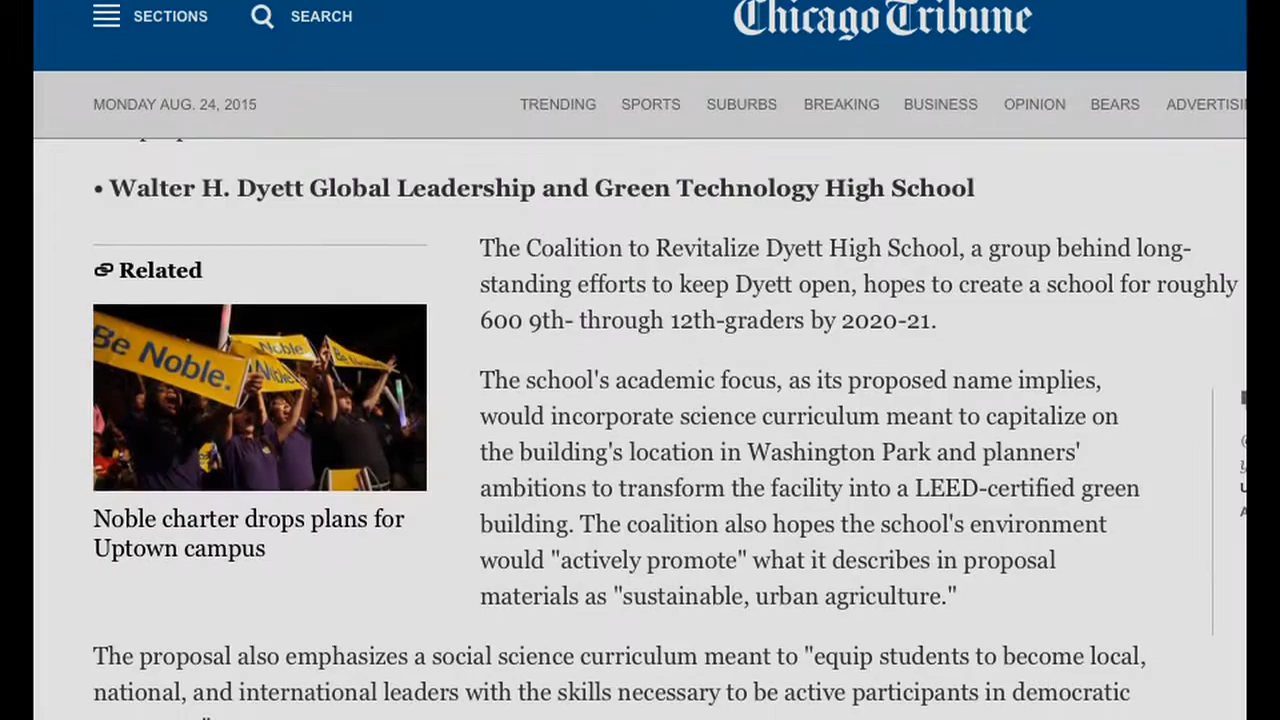 SECTIONS
SEARCH
Chicago Tribune
MONDAY AUG. 24, 2015
TRENDING
SPORTS
SUBURBS
BREAKING
BUSINESS
OPINION
BEARS
• Walter H. Dyett Global Leadership and Green Technology High School
Related
Be Noble.
Noble.
Noble
Noble charter drops plans for
Uptown campus
The Coalition to Revitalize Dyett High School, a group behind long-
standing efforts to keep Dyett open, hopes to create a school for roughly
600 9th- through 12th-graders by 2020-21.
The school's academic focus, as its proposed name implies,
would incorporate science curriculum meant to capitalize on
the building's location in Washington Park and planners'
ambitions to transform the facility into a LEED-certified green
building. The coalition also hopes the school's environment
would "actively promote" what it describes in proposal
materials as "sustainable, urban agriculture."
The proposal also emphasizes a social science curriculum meant to "equip students to become local,
national, and international leaders with the skills necessary to be active participants in democratic